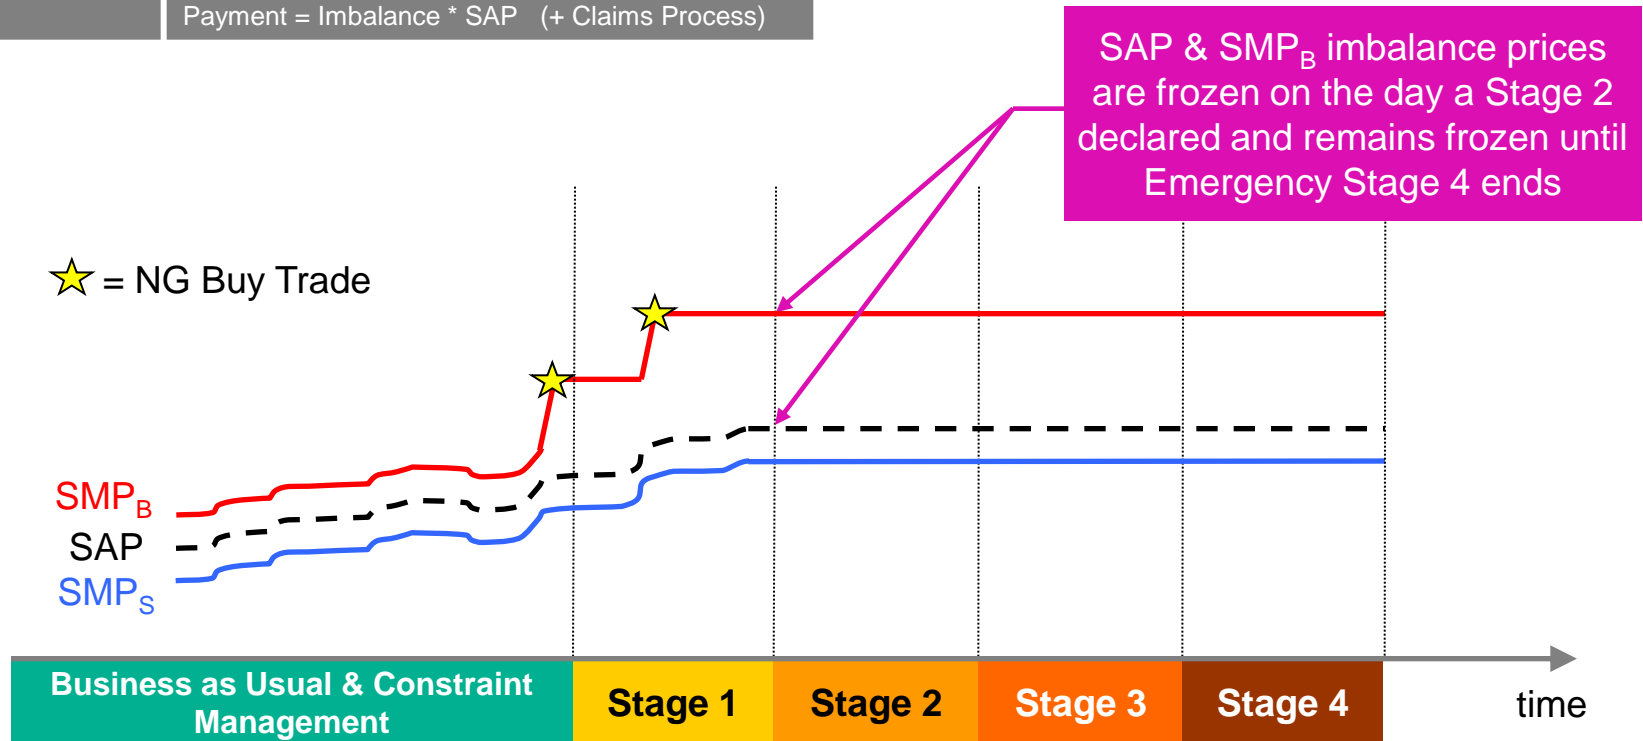 Payment = Imbalance * SAP (+ Claims Process)
SAP & SMPB imbalance prices
are frozen on the day a Stage 2
declared and remains frozen until
Emergency Stage 4 ends
= NG Buy Trade
SMPB
SAP
SMPS
Business as Usual & Constraint
Management
Stage 1
Stage 2
Stage 3
Stage 4
time